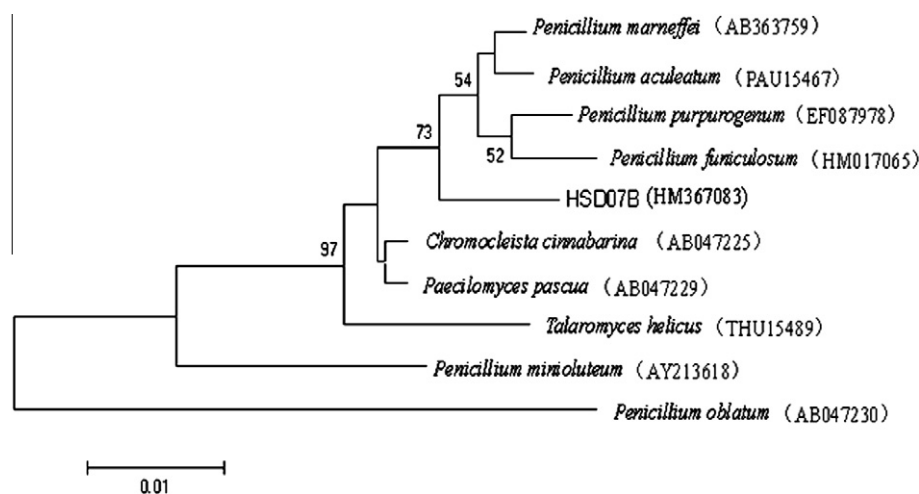 Penicillium marneffei (AB363759)
54
Penicillium aculeatum (PAU15467)
Penicillium purpurogenum (EF087978)
73
52
Penicillium funiculosum (HM017065)
HSD07B (HM367083)
97
Chromocleista cinnabarina (AB047225)
Paecilomyces pascua (AB047229)
Talaromyces helicus (THU15489)
Penicillium minioluteum (AY213618)
Penicillium oblatum (AB047230)
0.01